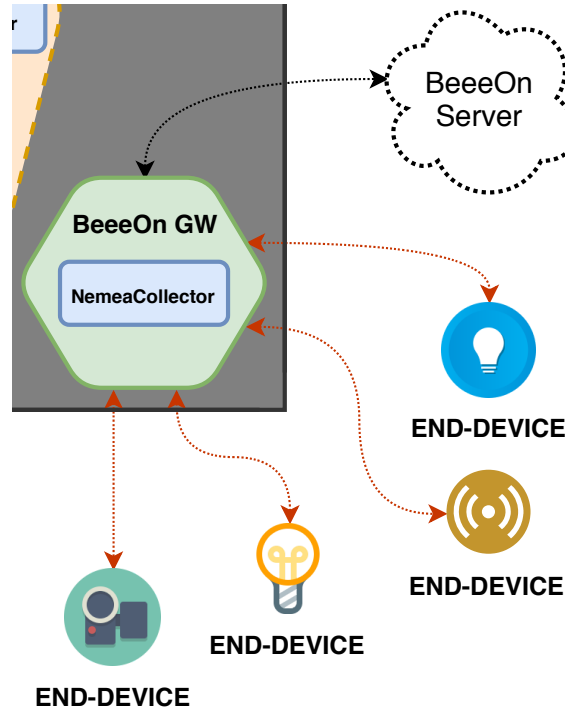 r
BeeeOn
Server
BeeeOn GW
NemeaCollector
END-DEVICE
END-DEVICE
END-DEVICE
END-DEVICE